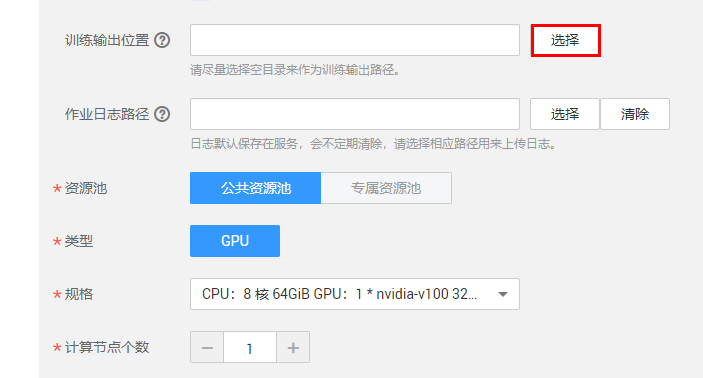 训练输出位置 ? 选择
请尽量选择空目录来作为训练输出路径。
作业日志路径 ? 选择 清除
日志默认保存在服务，会不定期清除，请选择相应路径用来上传日志。
* 资源池 公共资源池 专属资源池
* 类型 GPU
* 规格 CPU：8 核 64GiB GPU：1 * nvidia-v100 32...
* 计算节点个数 − 1 +